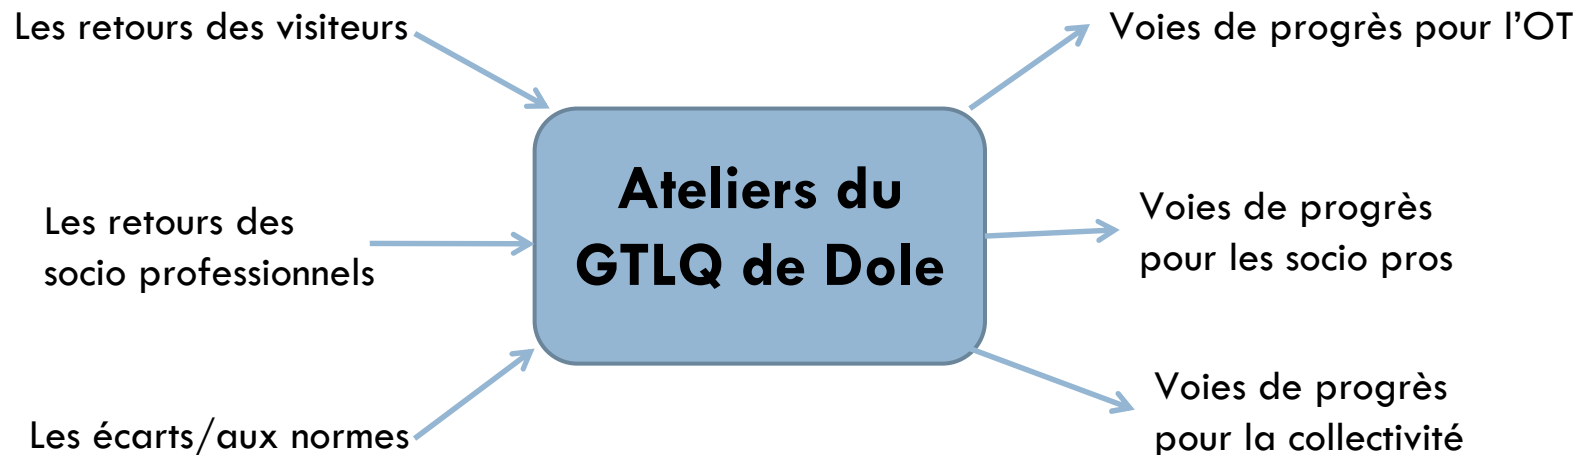 Les retours des visiteurs
Les retours des
socio professionnels
Les écarts/aux normes
Ateliers du
GTLQ de Dole
Voies de progrès pour l’OT
Voies de progrès
pour les socio pros
Voies de progrès
pour la collectivité